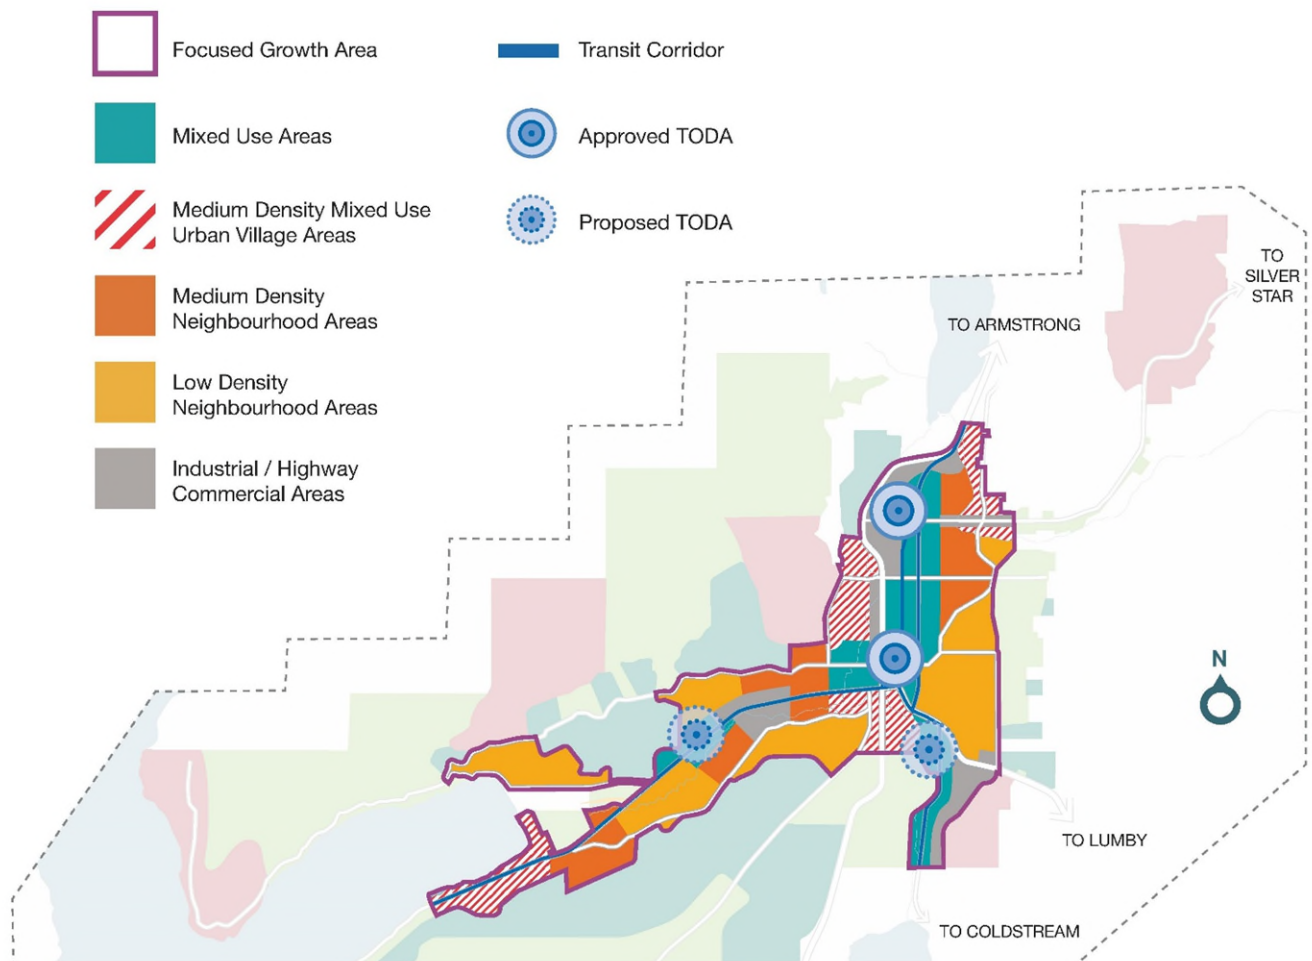 Focused Growth Area
Mixed Use Areas
Medium Density Mixed Use
Urban Village Areas
Medium Density
Neighbourhood Areas
Low Density
Neighbourhood Areas
Industrial / Highway
Commercial Areas
Transit Corridor
Approved TODA
Proposed TODA
TO
SILVER
STAR
TO ARMSTRONG
N
TO LUMBY
TO COLDSTREAM